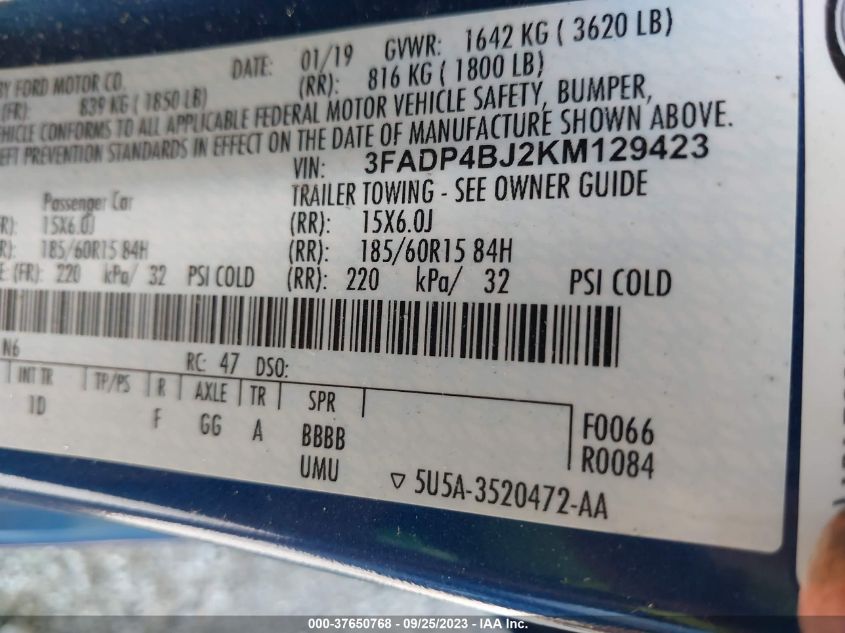 BY FORD MOTOR CO. DATE: 01/19 GVWR: 1642 KG ( 3620 LB)
(FR): 839 KG ( 1850 LB) (RR): 816 KG ( 1800 LB)
VEHICLE CONFORMS TO ALL APPLICABLE FEDERAL MOTOR VEHICLE SAFETY, BUMPER,
THEFT PREVENTION STANDARDS IN EFFECT ON THE DATE OF MANUFACTURE SHOWN ABOVE.
VIN: 3FADP4BJ2KM129423
Passenger Car TRAILER TOWING - SEE OWNER GUIDE
15X6.0J (RR): 15X6.0J
185/60R15 84H (RR): 185/60R15 84H
(FR): 220 kPa/ 32 PSI COLD (RR): 220 kPa/ 32 PSI COLD
N6 RC: 47 DSO:
INT TR TP/PS R AXLE TR SPR
1D F GG A BBBB F0066
UMU R0084
▽ 5U5A-3520472-AA
000-37650768 - 09/25/2023 - IAA Inc.